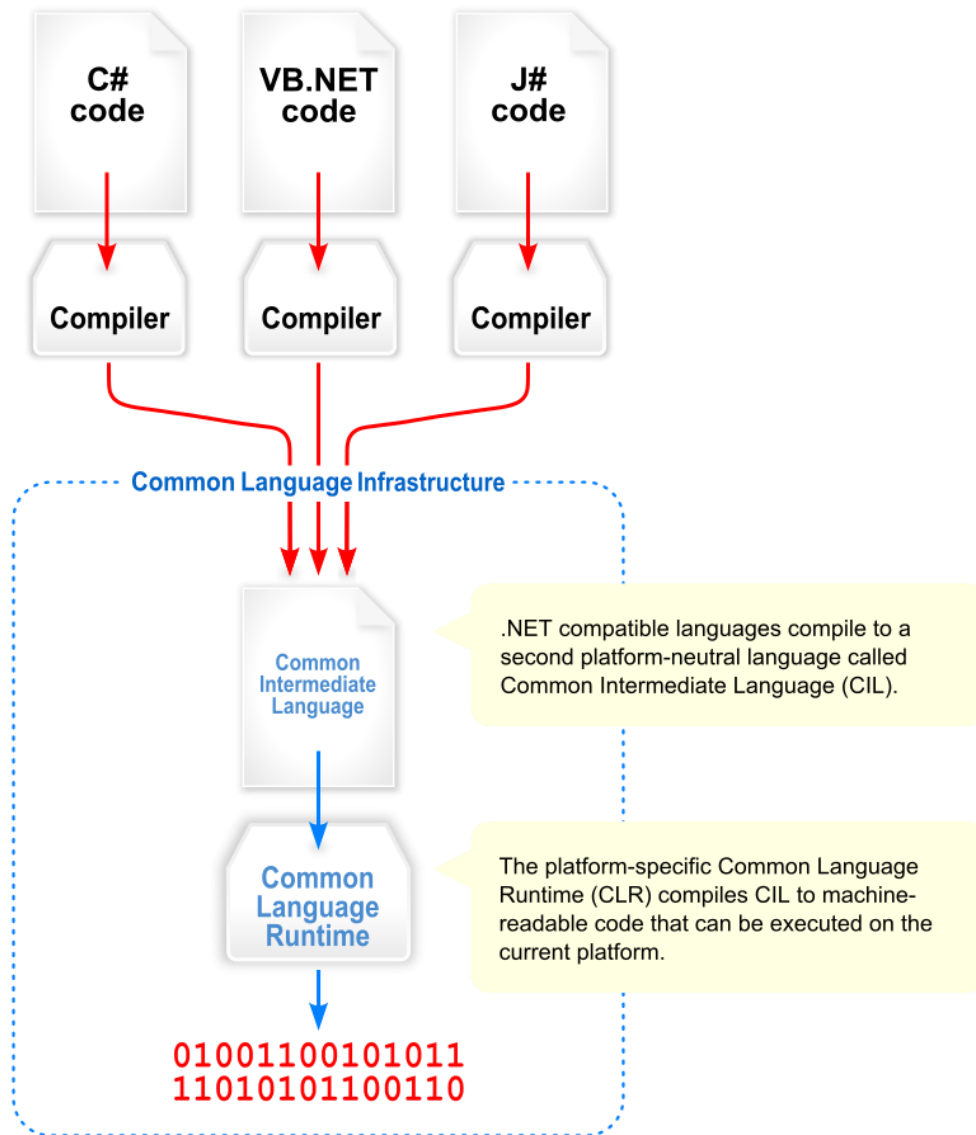 C#
code
VB.NET
code
J#
code
Compiler
Compiler
Compiler
Common Language Infrastructure
Common
Intermediate
Language
.NET compatible languages compile to a
second platform-neutral language called
Common Intermediate Language (CIL).
Common
Language
Runtime
The platform-specific Common Language
Runtime (CLR) compiles CIL to machine-
readable code that can be executed on the
current platform.
01001100101011
11010101100110